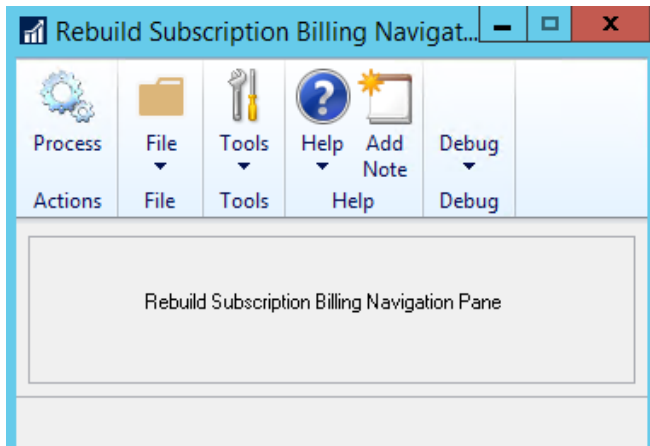 Rebuild Subscription Billing Navigat...
Process
File
Tools
Help
Add Note
Debug
Actions
File
Tools
Help
Debug
Rebuild Subscription Billing Navigation Pane